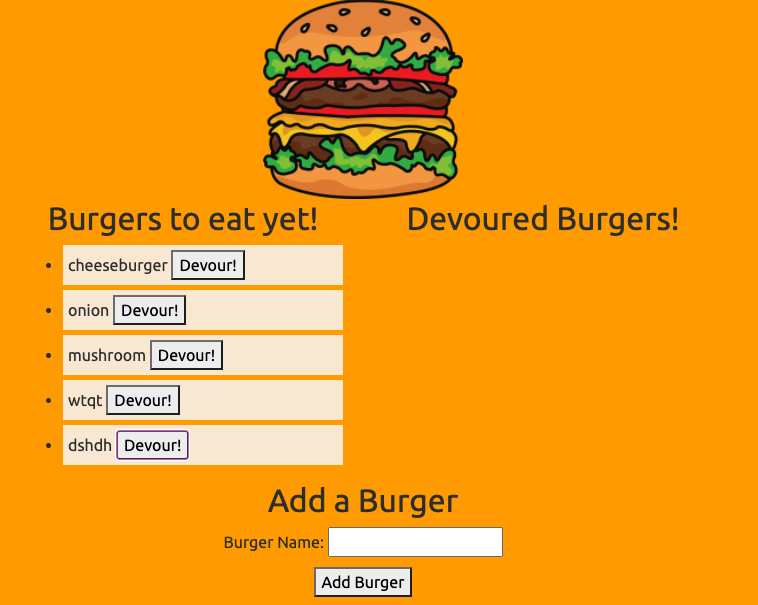 Burgers to eat yet!
Devoured Burgers!
cheeseburger Devour!
onion Devour!
mushroom Devour!
wtqt Devour!
dshdh Devour!
Add a Burger
Burger Name:
Add Burger